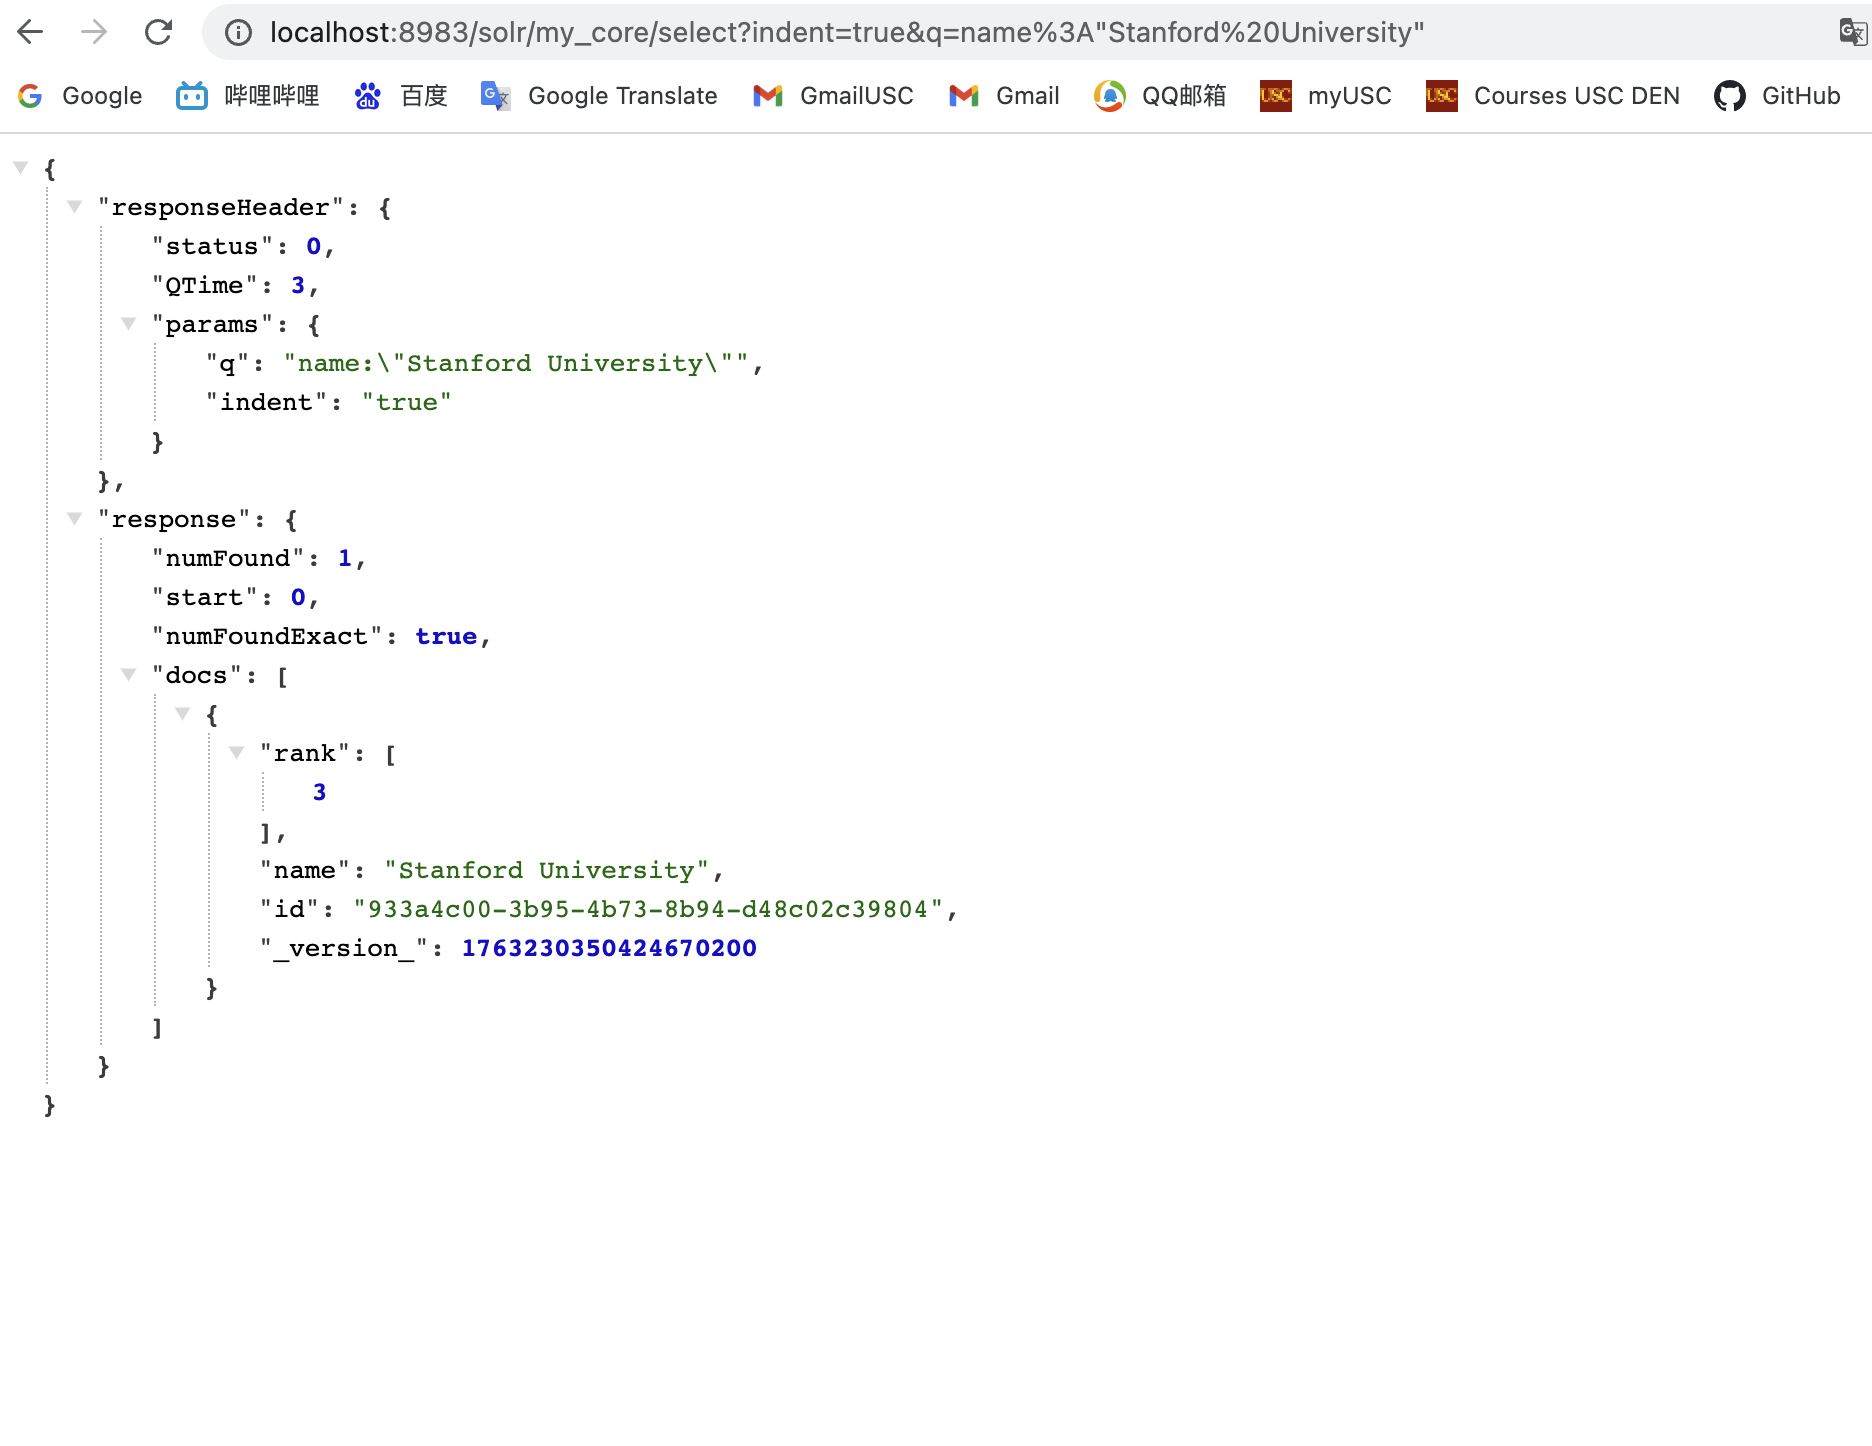 localhost:8983/solr/my_core/select?indent=true&q=name%3A"Stanford%20University"
Google 哔哩哔哩 百度 Google Translate GmailUSC Gmail QQ邮箱 myUSC Courses USC DEN GitHub
{
"responseHeader": {
"status": 0,
"QTime": 3,
"params": {
"q": "name:\"Stanford University\"",
"indent": "true"
}
},
"response": {
"numFound": 1,
"start": 0,
"numFoundExact": true,
"docs": [
{
"rank": [
3
],
"name": "Stanford University",
"id": "933a4c00-3b95-4b73-8b94-d48c02c39804",
"_version_": 1763230350424670200
}
]
}
}